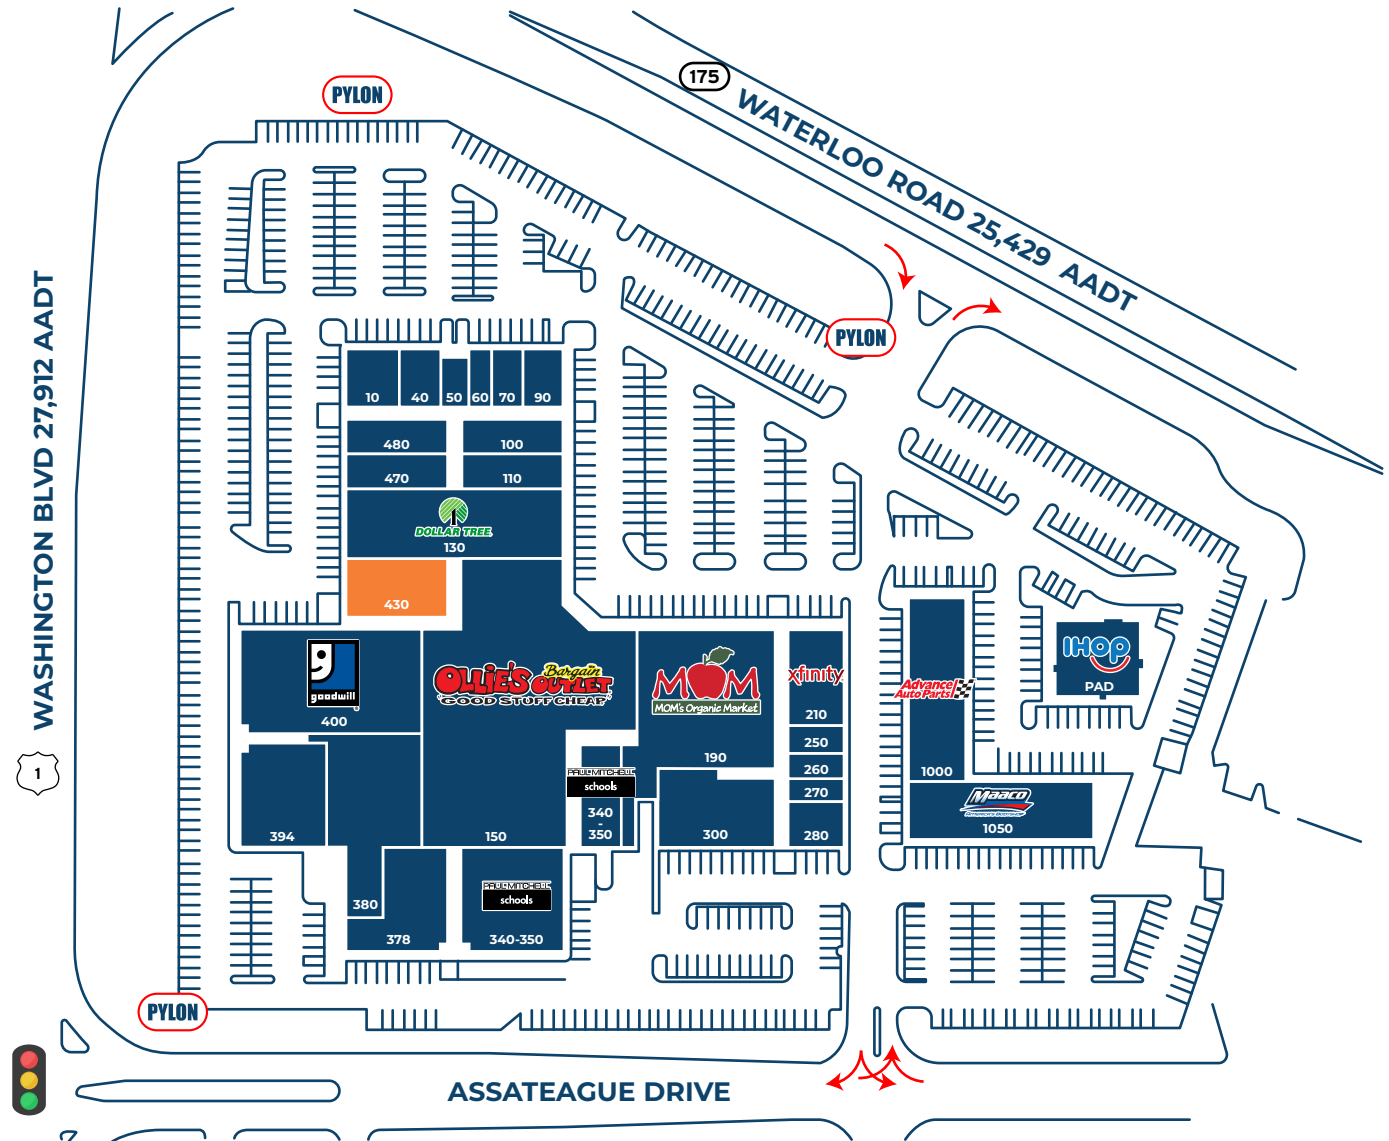 PYLON
175
WATERLOO ROAD 25,429 AADT
PYLON
WASHINGTON BLVD 27,912 AADT
1
10
40
50
60
70
90
480
100
470
110
DOLLAR TREE
130
430
goodwill
400
OLLIE'S Bargain
OUTLET
"GOOD STUFF CHEAP"
MOM
MOM's Organic Market
190
xfinity
210
250
260
270
280
Advance
Auto Parts
1000
IHOP
PAD
Maaco
AMERICA'S BODYSHOP
1050
PAUL MITCHELL
schools
340
-
350
300
394
150
380
378
PAUL MITCHELL
schools
340-350
PYLON
ASSATEAGUE DRIVE